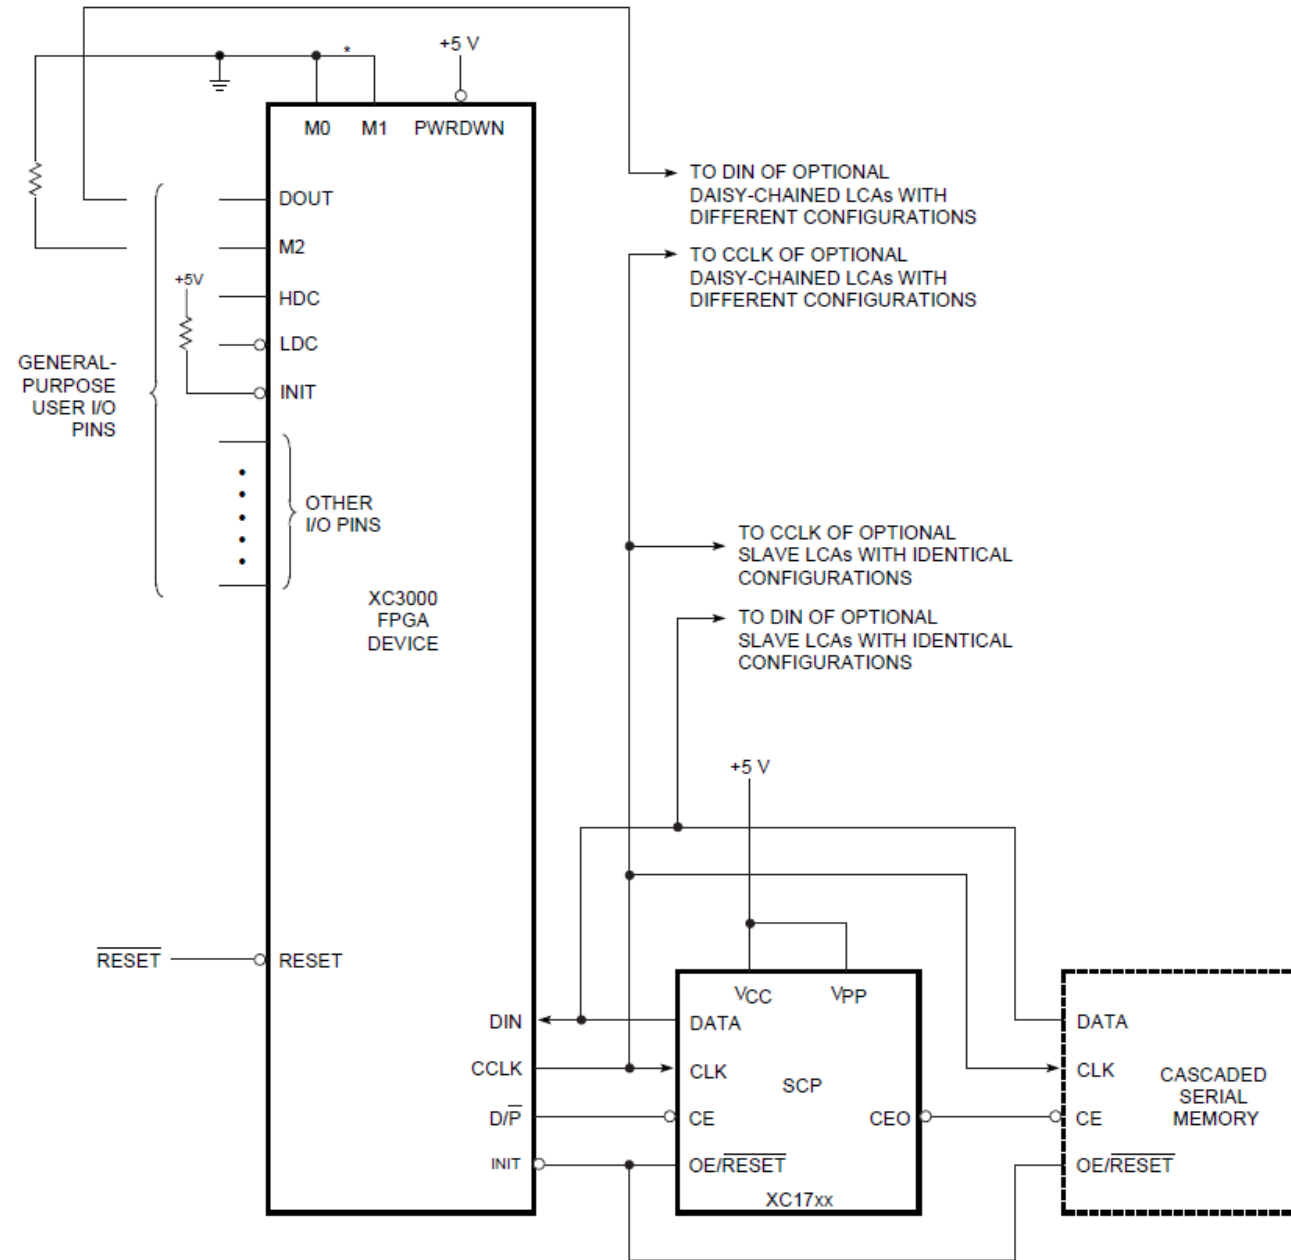 +5 V
*
M0 M1 PWRDWN
TO DIN OF OPTIONAL
DAISY-CHAINED LCAs WITH
DIFFERENT CONFIGURATIONS
DOUT
M2
TO CCLK OF OPTIONAL
DAISY-CHAINED LCAs WITH
DIFFERENT CONFIGURATIONS
+5V
HDC
LDC
GENERAL-
PURPOSE
USER I/O
PINS
INIT
OTHER
I/O PINS
TO CCLK OF OPTIONAL
SLAVE LCAs WITH IDENTICAL
CONFIGURATIONS
XC3000
FPGA
DEVICE
TO DIN OF OPTIONAL
SLAVE LCAs WITH IDENTICAL
CONFIGURATIONS
+5 V
RESET
RESET
VCC VPP
DIN
DATA
DATA
CCLK
CLK
SCP
CLK
CASCADED
SERIAL
MEMORY
D/P
CE
CEO
CE
INIT
OE/RESET
OE/RESET
XC17xx